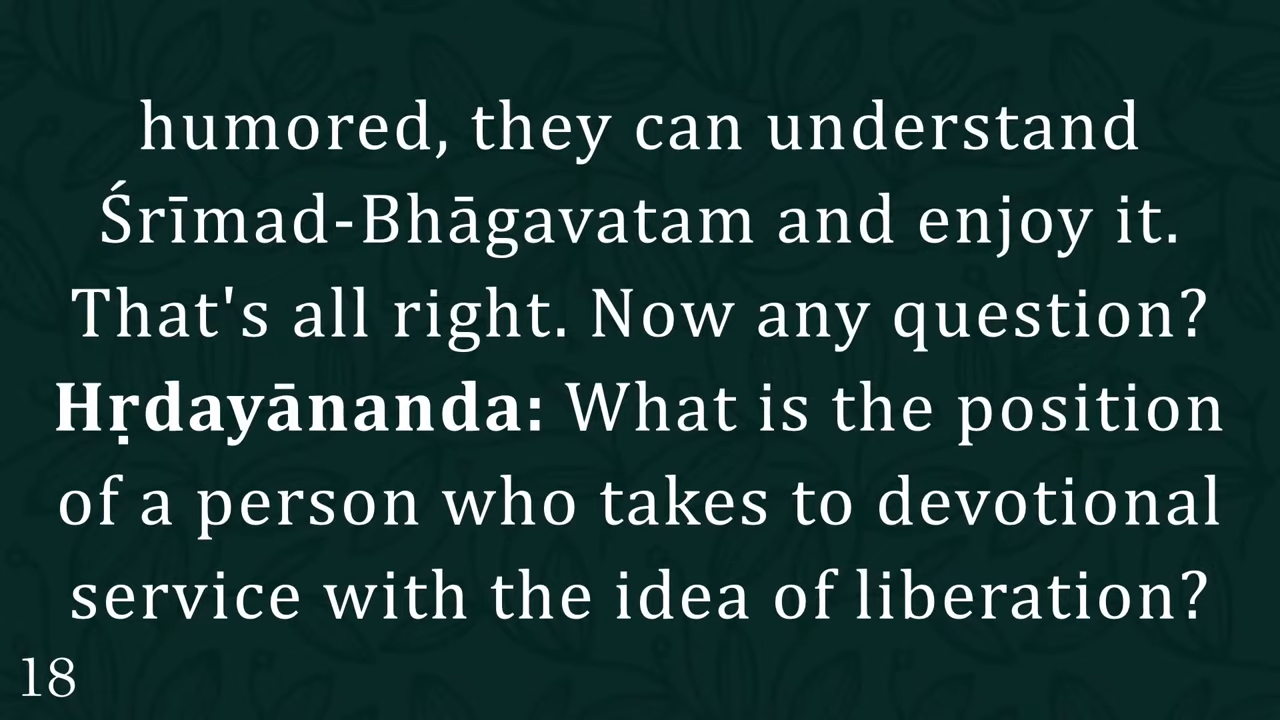 humored, they can understand
Śrīmad-Bhāgavatam and enjoy it.
That's all right. Now any question?
Hṛdayānanda: What is the position
of a person who takes to devotional
service with the idea of liberation?
18